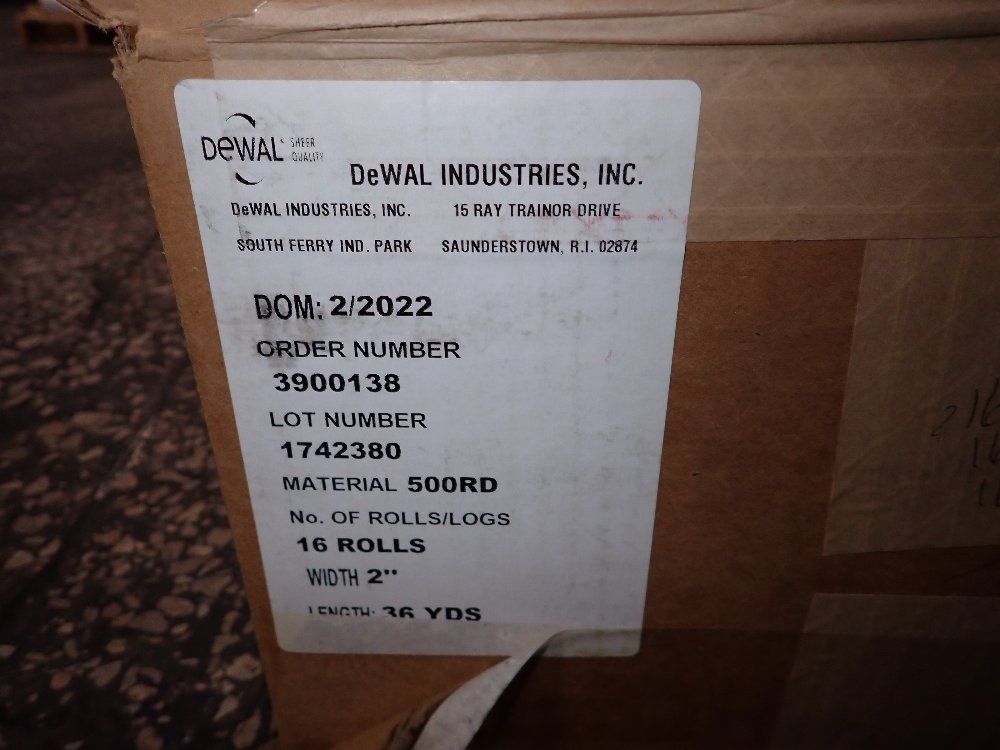 DeWAL SHEER QUALITY
DeWAL INDUSTRIES, INC.
DeWAL INDUSTRIES, INC. 15 RAY TRAINOR DRIVE
SOUTH FERRY IND. PARK SAUNDERSTOWN, R.I. 02874
DOM: 2/2022
ORDER NUMBER
3900138
LOT NUMBER
1742380
MATERIAL 500RD
No. OF ROLLS/LOGS
16 ROLLS
WIDTH 2"
LENGTH: 36 YDS